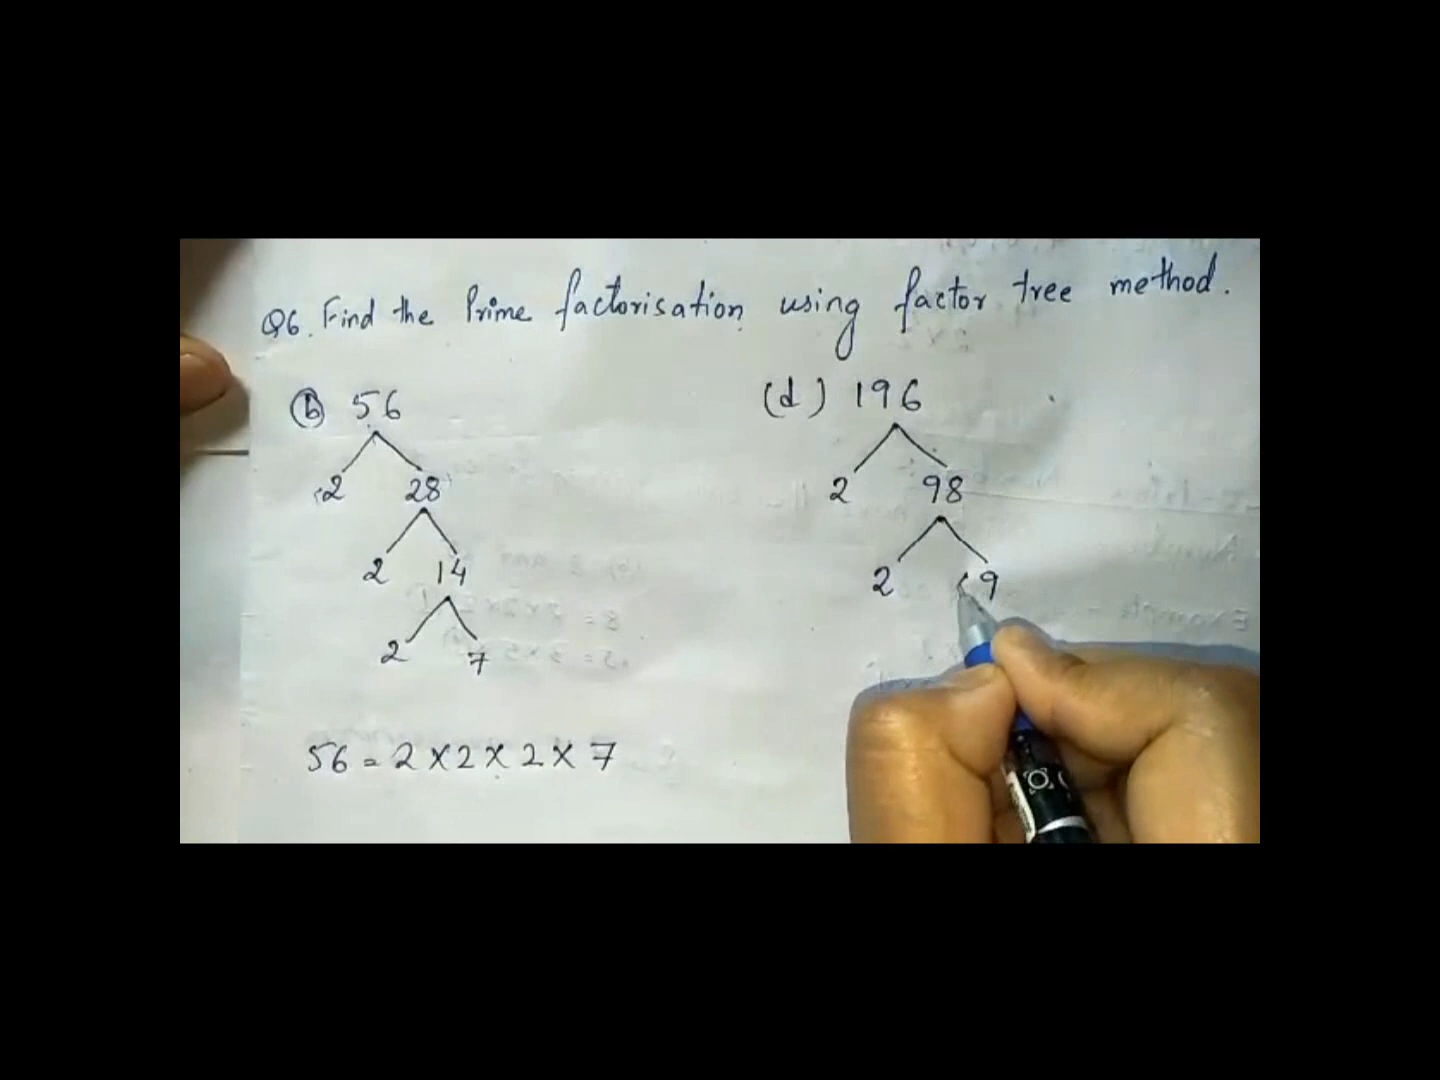 Q6. Find the Prime factorisation using factor tree method.
(b) 56
2 28
2 14
2 7
56 = 2 × 2 × 2 × 7
(d) 196
2 98
2 9